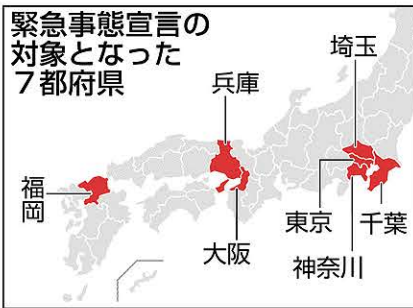 緊急事態宣言の
対象となった
７都府県
埼玉
兵庫
福岡
東京
千葉
大阪
神奈川